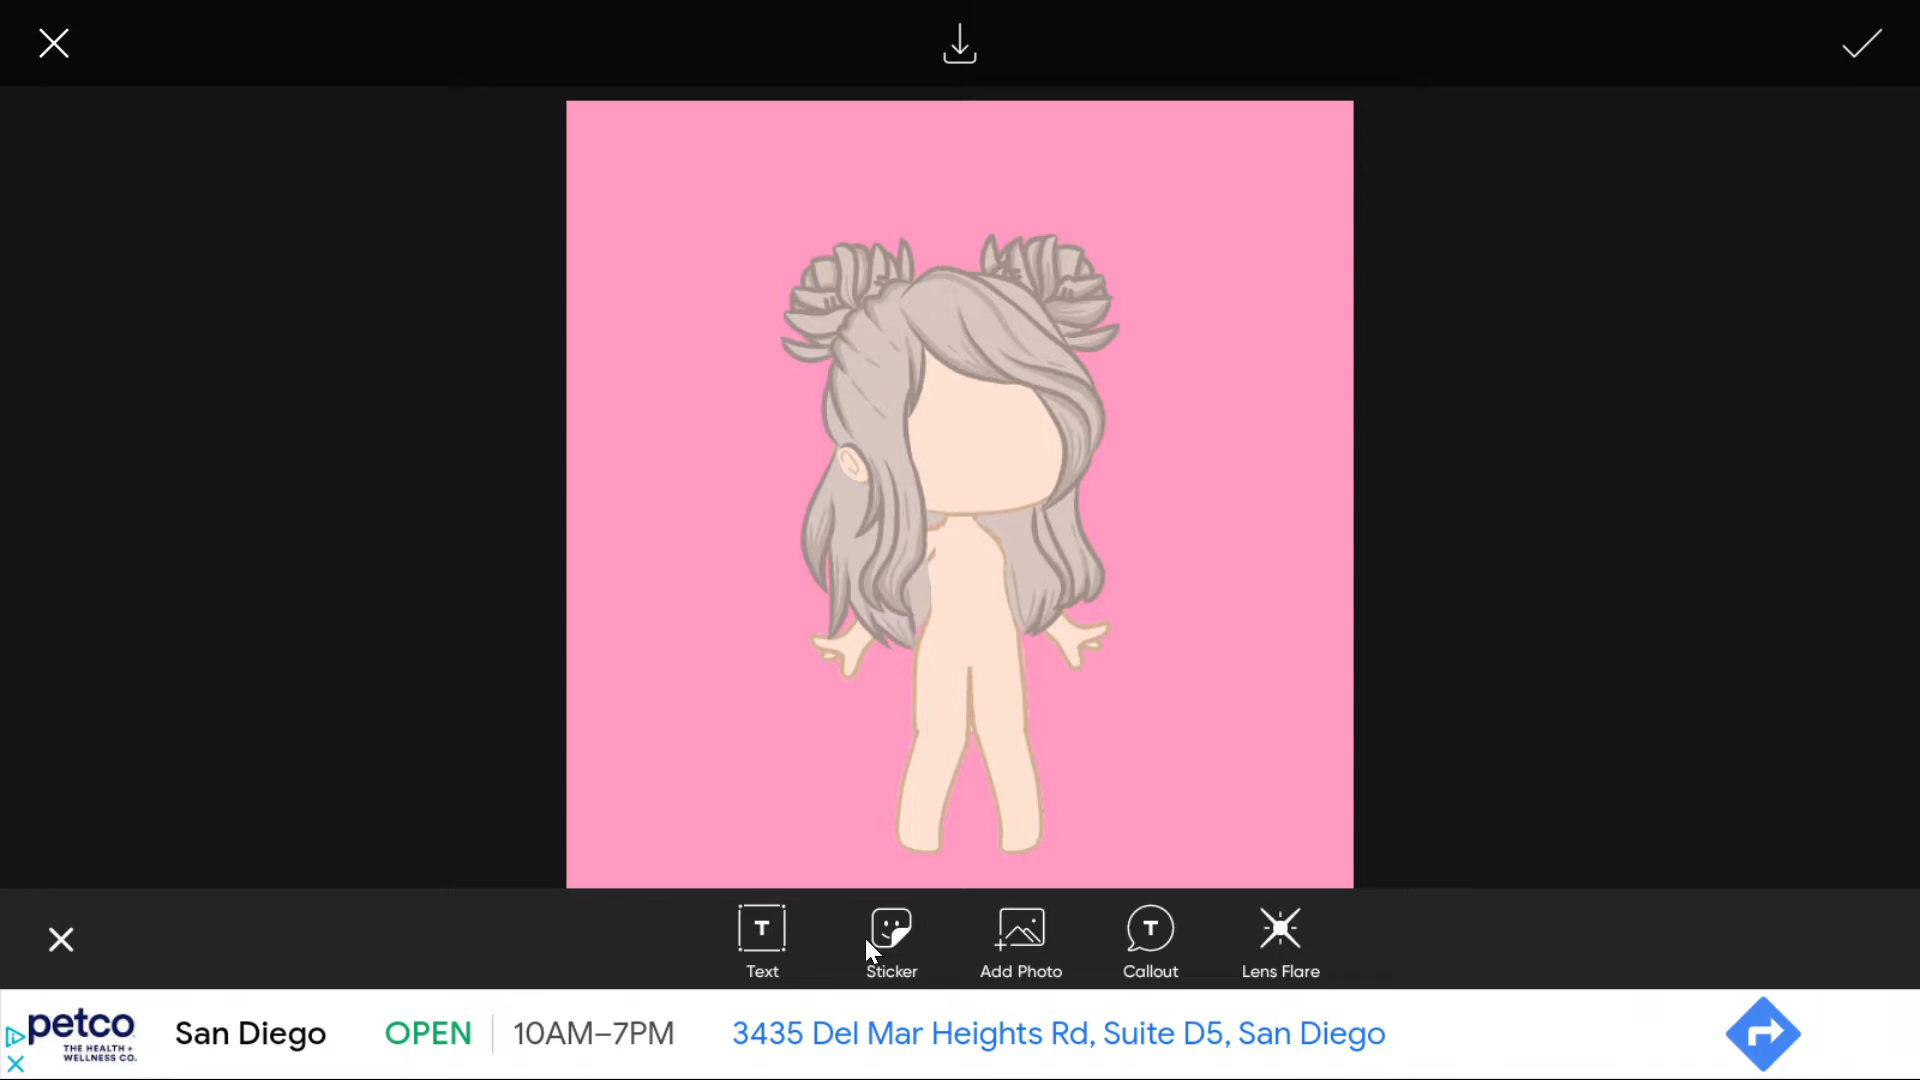 Text
Sticker
Add Photo
Callout
Lens Flare
petco
THE HEALTH +
WELLNESS CO.
San Diego
OPEN
10AM–7PM
3435 Del Mar Heights Rd, Suite D5, San Diego